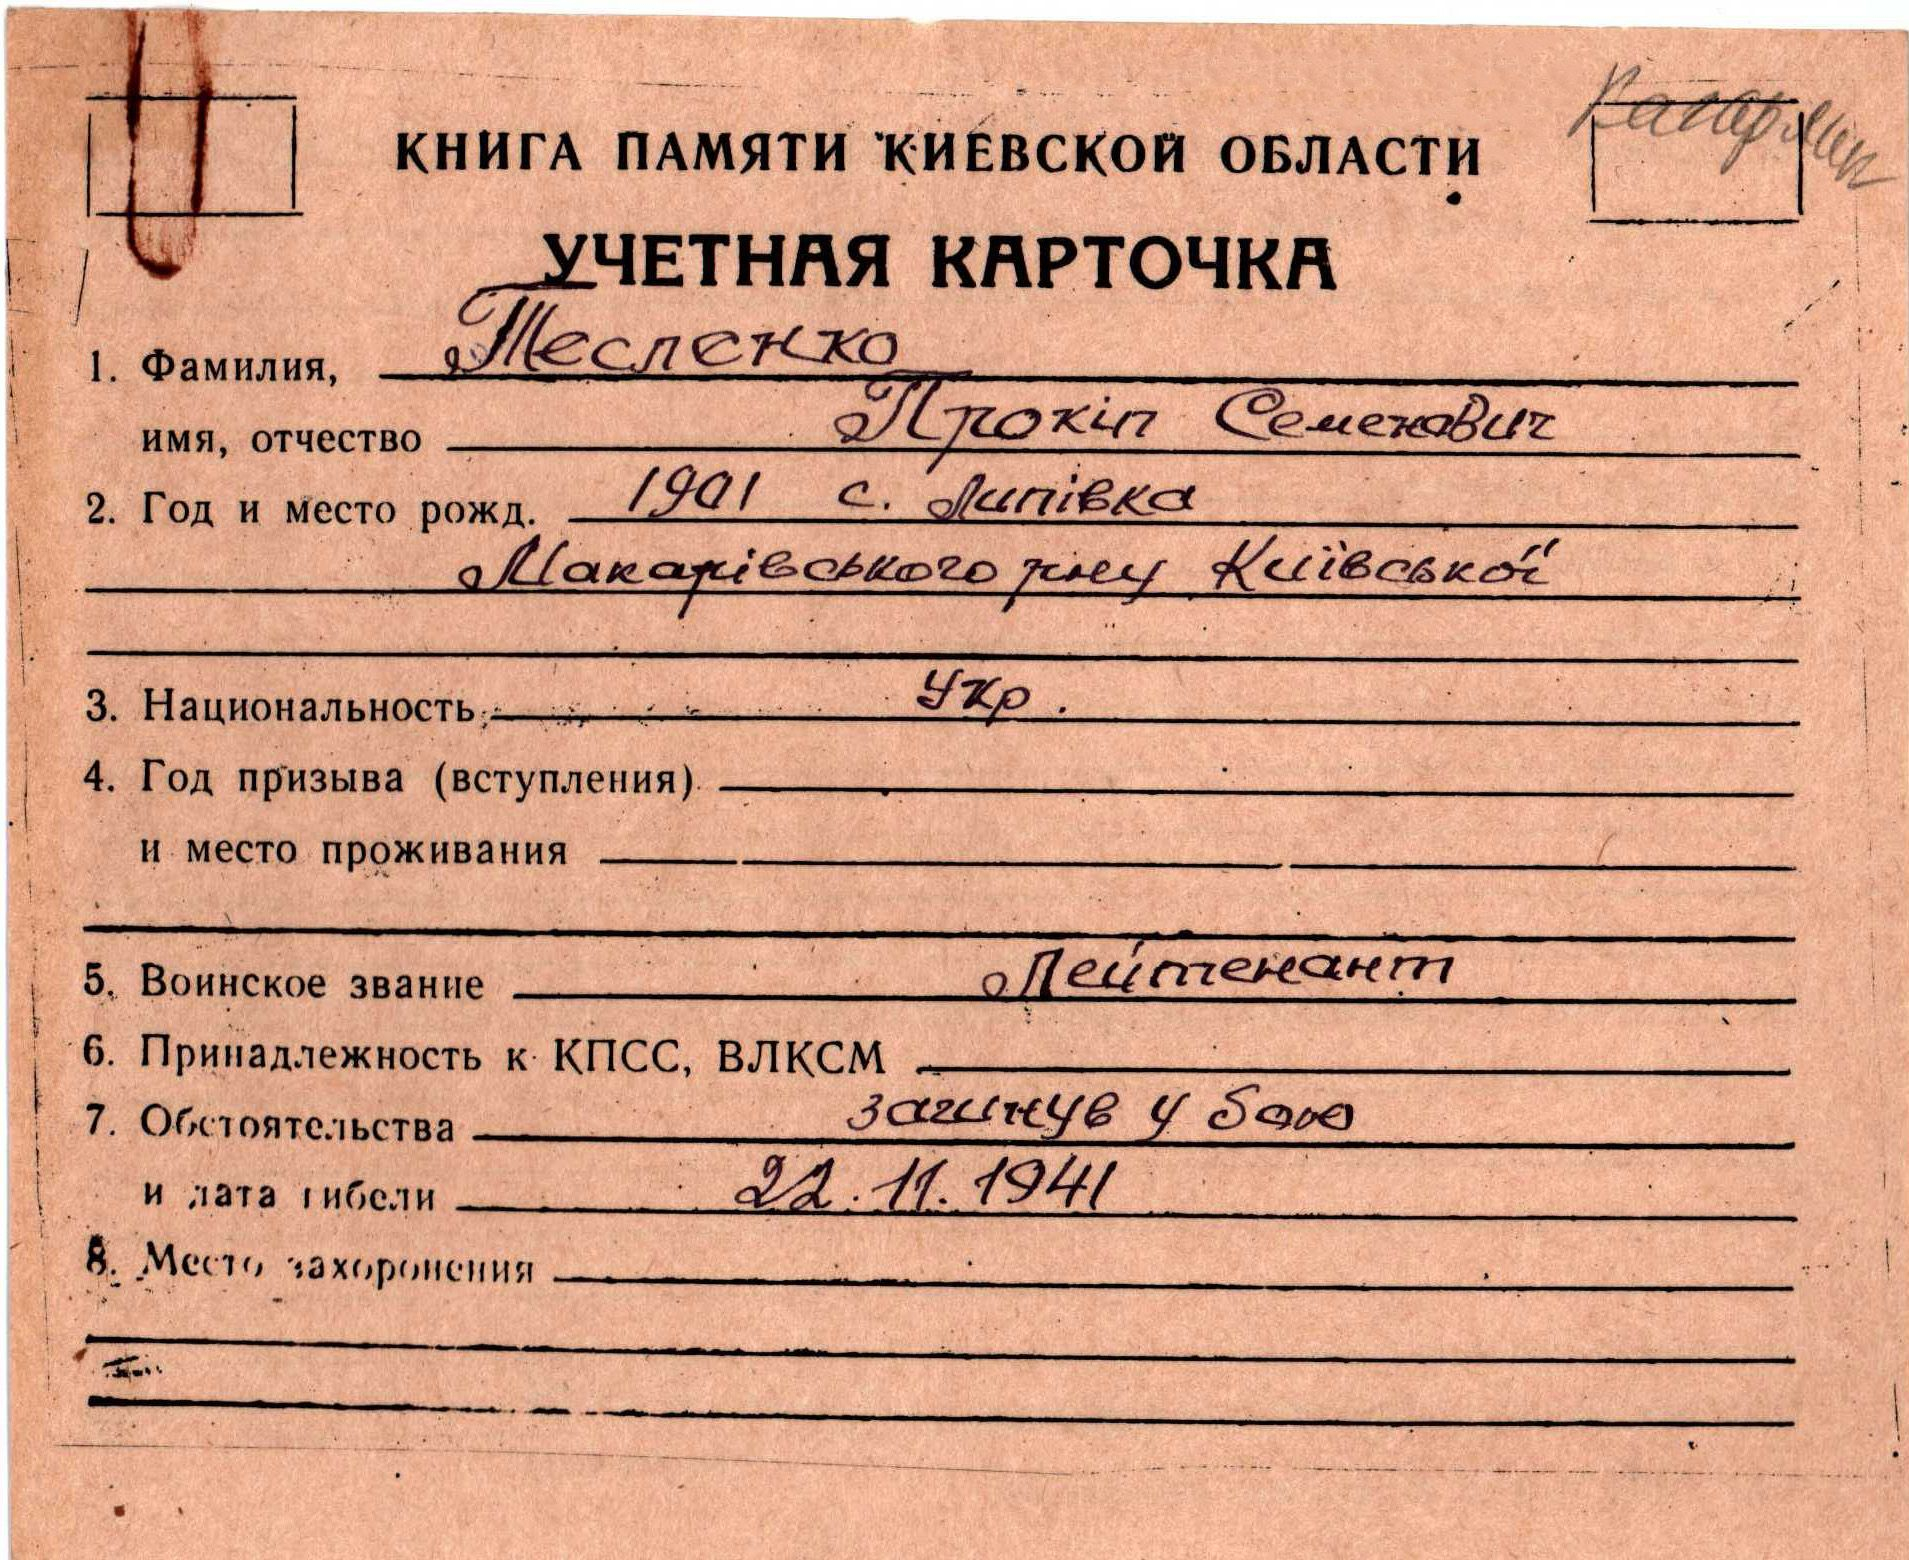 КНИГА ПАМЯТИ КИЕВСКОЙ ОБЛАСТИ
УЧЕТНАЯ КАРТОЧКА
1. Фамилия, Тесленко
имя, отчество Прокіп Семенович
2. Год и место рожд. 1901 с. Липівка
Макарівського рну Київської
3. Национальность Укр.
4. Год призыва (вступления)
и место проживания
5. Воинское звание Лейтенант
6. Принадлежность к КПСС, ВЛКСМ
7. Обстоятельства загинув у бою
и дата гибели 22.11.1941
8. Место захоронения